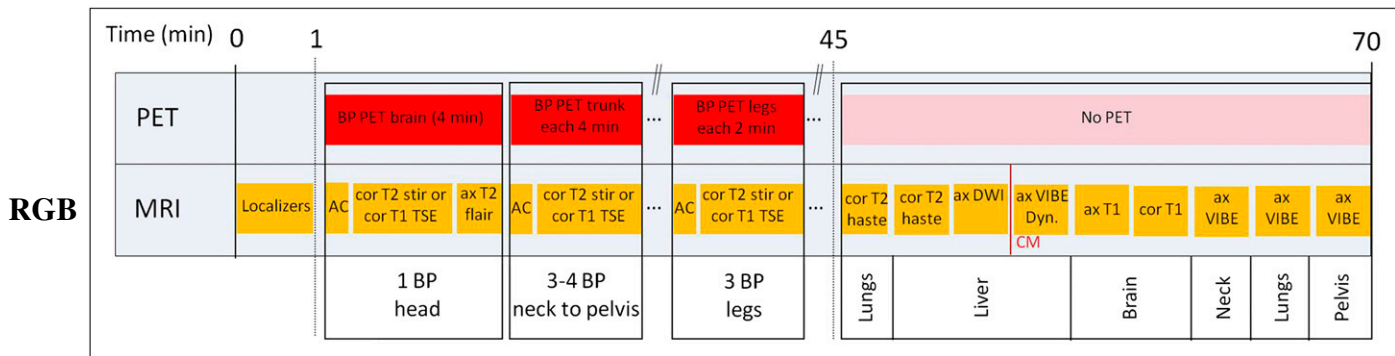 Time (min) 0 1 45 70
PET
BP PET brain (4 min)
BP PET trunk
each 4 min
...
BP PET legs
each 2 min
...
No PET
RGB
MRI
Localizers
AC
cor T2 stir or
cor T1 TSE
ax T2
flair
AC
cor T2 stir or
cor T1 TSE
...
AC
cor T2 stir or
cor T1 TSE
...
cor T2
haste
cor T2
haste
ax DWI
ax VIBE
Dyn.
CM
ax T1
cor T1
ax
VIBE
ax
VIBE
ax
VIBE
1 BP
head
3-4 BP
neck to pelvis
3 BP
legs
Lungs
Liver
Brain
Neck
Lungs
Pelvis